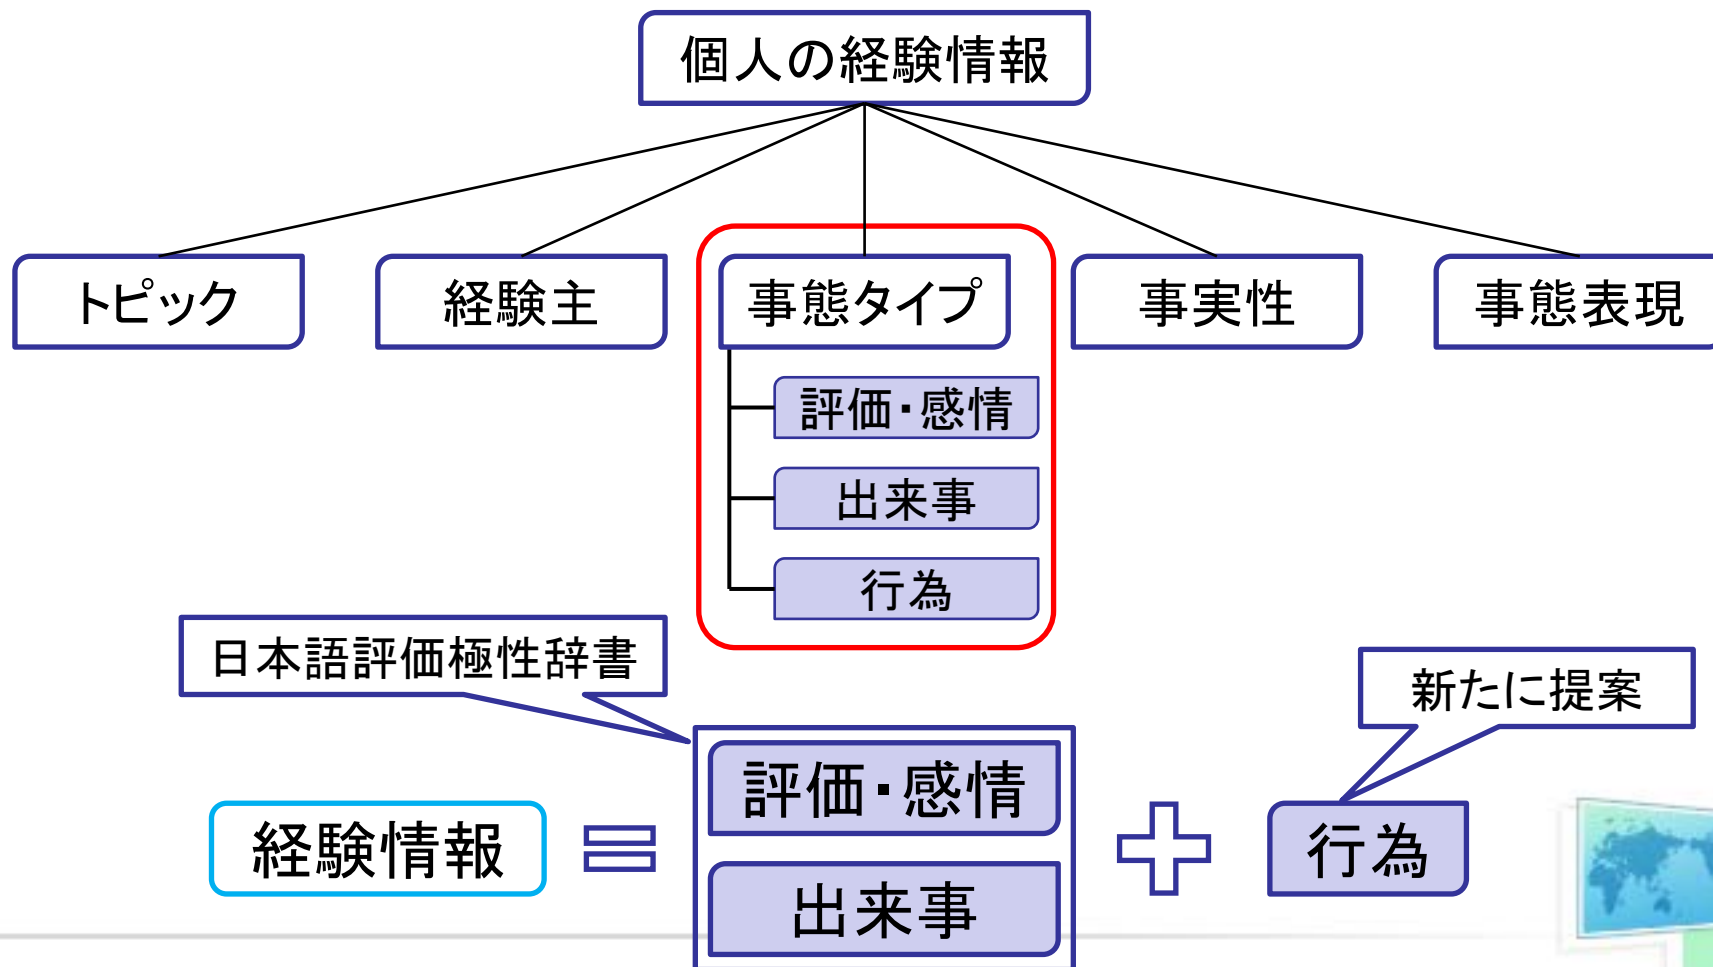 個人の経験情報
トピック
経験主
事態タイプ
事実性
事態表現
評価・感情
出来事
行為
日本語評価極性辞書
新たに提案
評価・感情
経験情報
行為
出来事